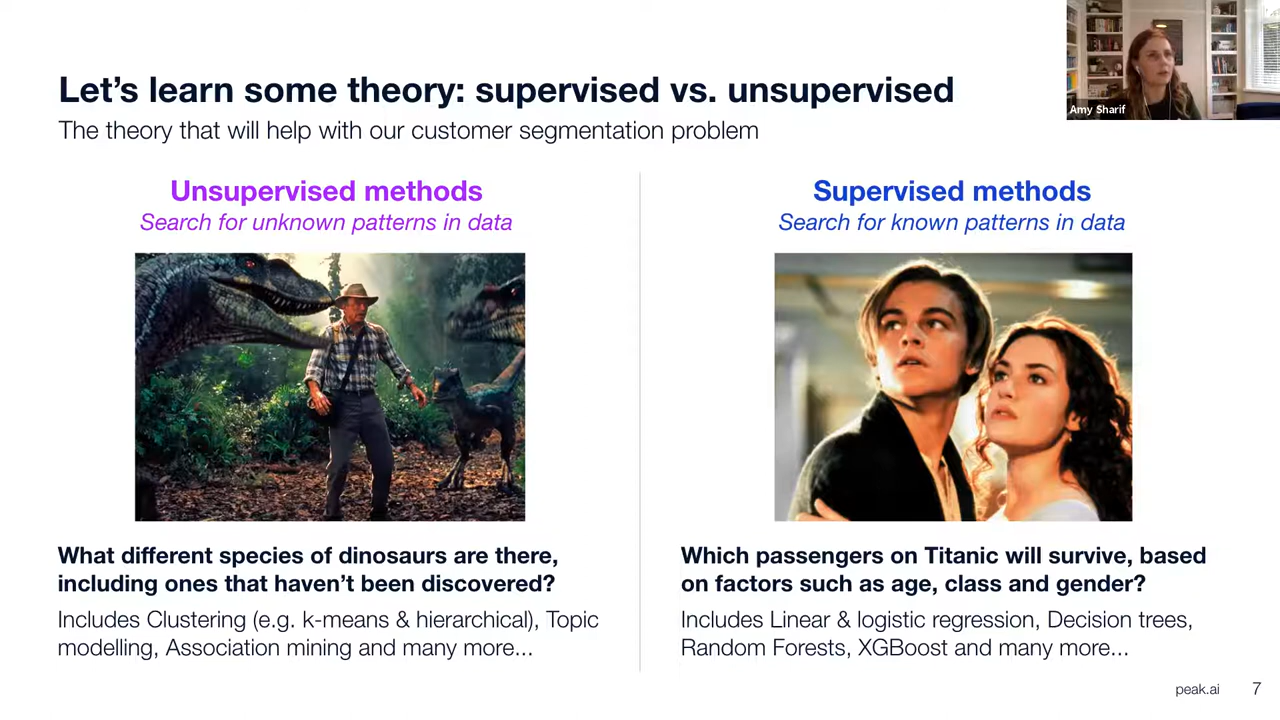 Let's learn some theory: supervised vs. unsupervised
The theory that will help with our customer segmentation problem
Amy Sharif
Unsupervised methods
Search for unknown patterns in data
What different species of dinosaurs are there,
including ones that haven't been discovered?
Includes Clustering (e.g. k-means & hierarchical), Topic
modelling, Association mining and many more...
Supervised methods
Search for known patterns in data
Which passengers on Titanic will survive, based
on factors such as age, class and gender?
Includes Linear & logistic regression, Decision trees,
Random Forests, XGBoost and many more...
peak.ai 7